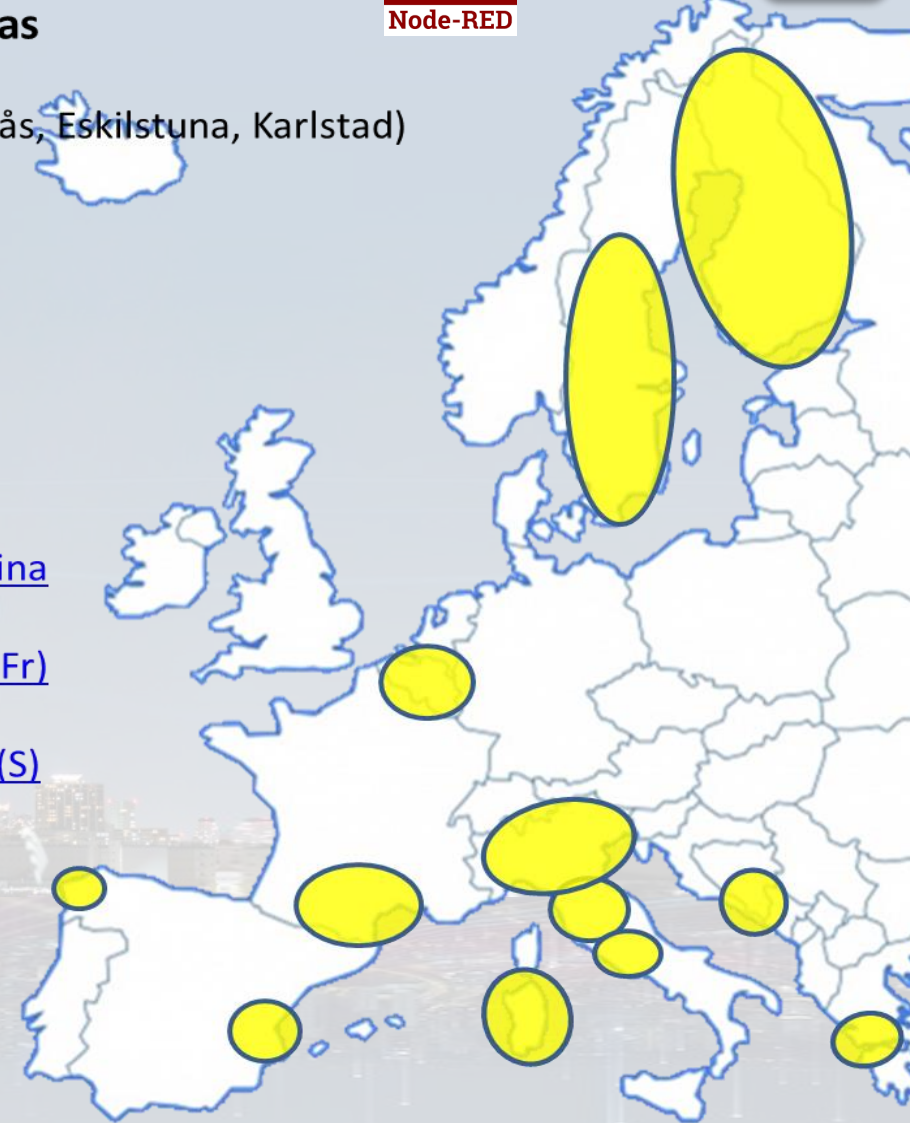 as
Node-RED
ås, Eskilstuna, Karlstad)
ina
Fr)
(S)